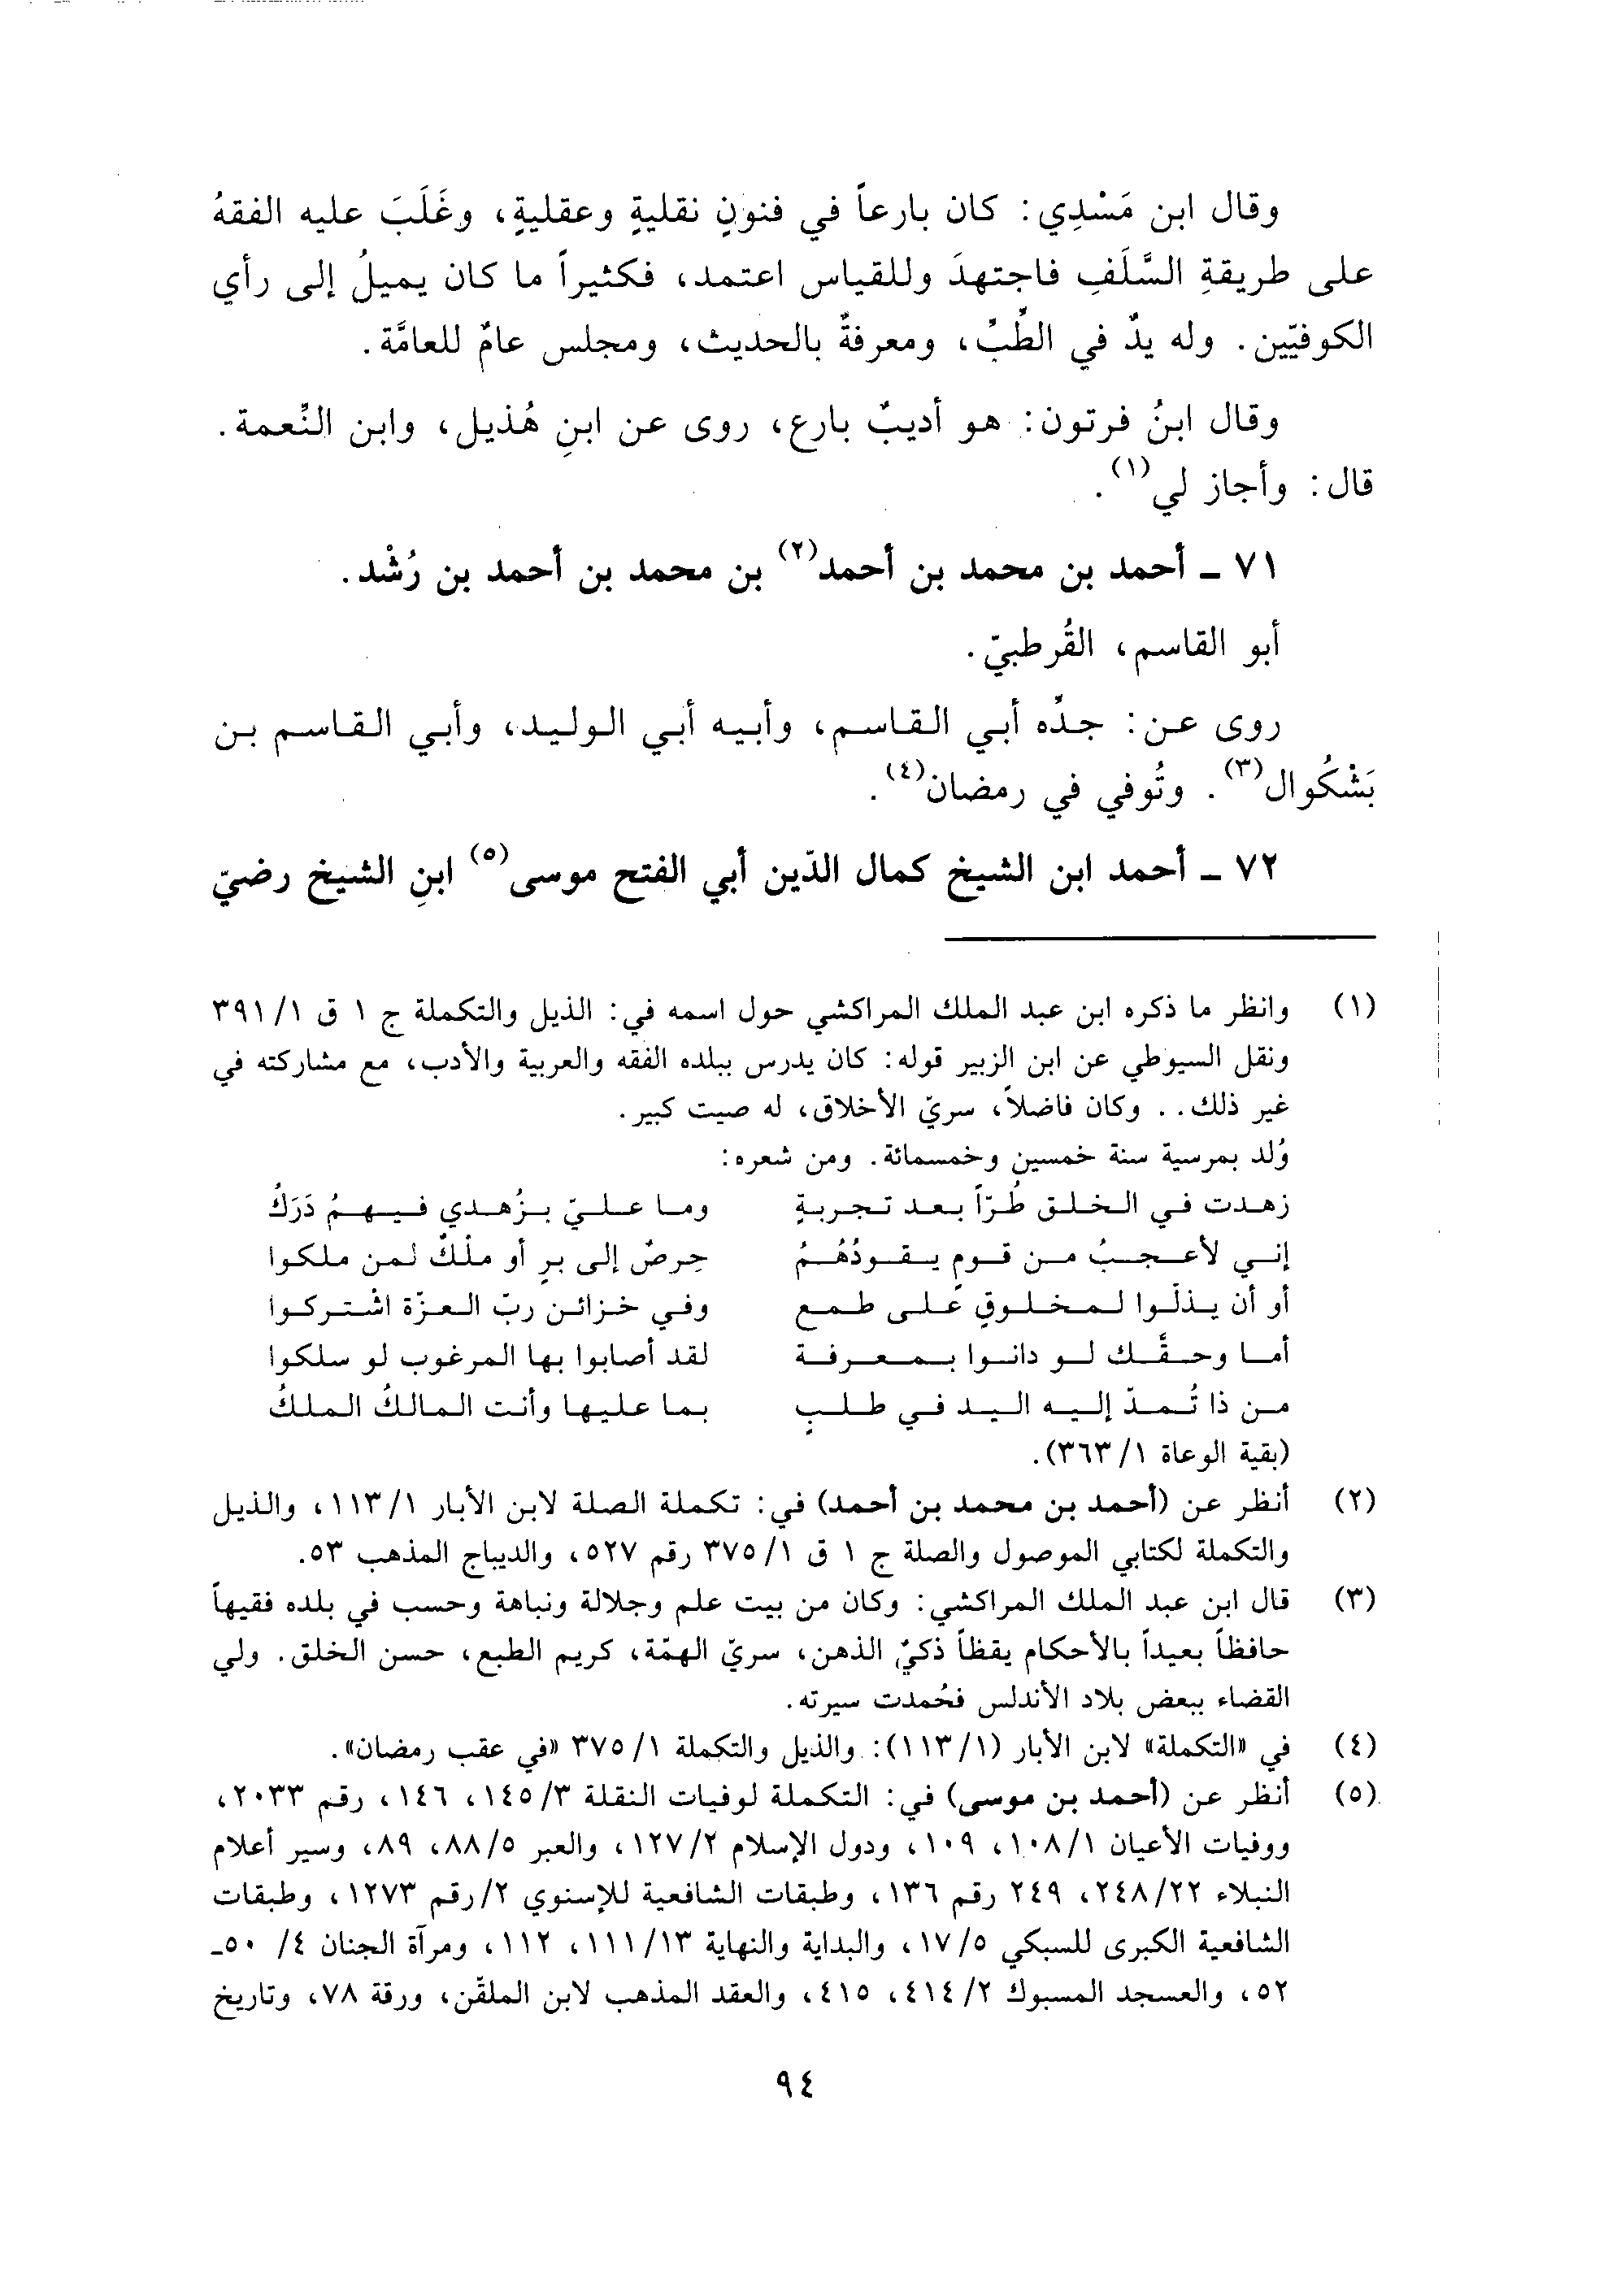 وقال ابن مَسْدِي: كان بارعاً في فنونٍ نقليةٍ وعقليةٍ، وغَلَبَ عليه الفقهُ
على طريقةِ السَّلَفِ فاجتهدَ وللقياس اعتمد، فكثيراً ما كان يميلُ إلى رأي
الكوفيّين. وله يدٌ في الطِّبّ، ومعرفةٌ بالحديث، ومجلس عامٌ للعامَّة.
وقال ابنُ فرتون: هو أديبٌ بارع، روى عن ابنِ هُذيل، وابن النِّعمة.
قال: وأجاز لي(١).
٧١ ـ أحمد بن محمد بن أحمد(٢) بن محمد بن أحمد بن رُشْد.
أبو القاسم، القُرطبيّ.
روى عن: جدِّه أبي القاسم، وأبيه أبي الوليد، وأبي القاسم بن
بَشْكُوال(٣). وتُوفي في رمضان(٤).
٧٢ ـ أحمد ابن الشيخ كمال الدّين أبي الفتح موسى(٥) ابنِ الشيخ رضيّ
(١) وانظر ما ذكره ابن عبد الملك المراكشي حول اسمه في: الذيل والتكملة ج ١ ق ١/ ٣٩١
ونقل السيوطي عن ابن الزبير قوله: كان يدرس ببلده الفقه والعربية والأدب، مع مشاركته في
غير ذلك.. وكان فاضلاً، سريّ الأخلاق، له صيت كبير.
وُلد بمرسية سنة خمسين وخمسمائة. ومن شعره:
زهدت في الخلق طُرّاً بعد تجربةٍ وما عليّ بزُهدي فيهمُ دَرَكُ
إني لأعجبُ من قومٍ يقودُهُمُ حِرصٌ إلى برٍ أو ملْكٌ لمن ملكوا
أو أن يذلّوا لمخلوقٍ على طمع وفي خزائن ربّ العزّة اشْتركوا
أما وحقّك لو دانوا بمعرفة لقد أصابوا بها المرغوب لو سلكوا
من ذا تُمدّ إليه اليد في طلبٍ بما عليها وأنت المالكُ الملكُ
(بقية الوعاة ١/ ٣٦٣).
(٢) أنظر عن (أحمد بن محمد بن أحمد) في: تكملة الصلة لابن الأبار ١/ ١١٣، والذيل
والتكملة لكتابي الموصول والصلة ج ١ ق ١/ ٣٧٥ رقم ٥٢٧، والديباج المذهب ٥٣.
(٣) قال ابن عبد الملك المراكشي: وكان من بيت علم وجلالة ونباهة وحسب في بلده فقيهاً
حافظاً بعيداً بالأحكام يقظاً ذكيّ الذهن، سريّ الهمّة، كريم الطبع، حسن الخلق. ولي
القضاء ببعض بلاد الأندلس فحُمدت سيرته.
(٤) في «التكملة» لابن الأبار (١/ ١١٣): والذيل والتكملة ١/ ٣٧٥ «في عقب رمضان».
(٥) أنظر عن (أحمد بن موسى) في: التكملة لوفيات النقلة ٣/ ١٤٥، ١٤٦، رقم ٢٠٣٣،
ووفيات الأعيان ١/ ١٠٨، ١٠٩، ودول الإسلام ٢/ ١٢٧، والعبر ٥/ ٨٨، ٨٩، وسير أعلام
النبلاء ٢٢/ ٢٤٨، ٢٤٩ رقم ١٣٦، وطبقات الشافعية للإسنوي ٢/ رقم ١٢٧٣، وطبقات
الشافعية الكبرى للسبكي ٥/ ١٧، والبداية والنهاية ١٣/ ١١١، ١١٢، ومرآة الجنان ٤/ ٥٠ـ
٥٢، والعسجد المسبوك ٢/ ٤١٤، ٤١٥، والعقد المذهب لابن الملقّن، ورقة ٧٨، وتاريخ
٩٤